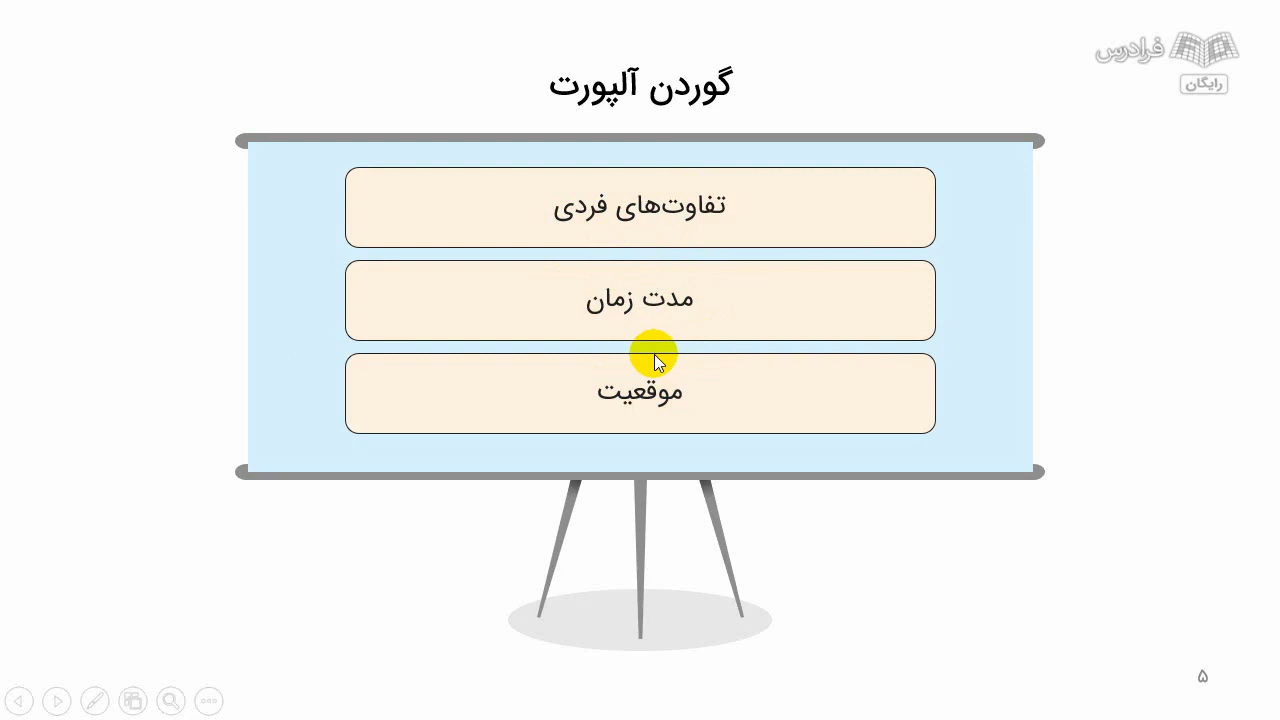 فرادرس
رایگان
گوردن آلپورت
تفاوت‌های فردی
مدت زمان
موقعیت
۵